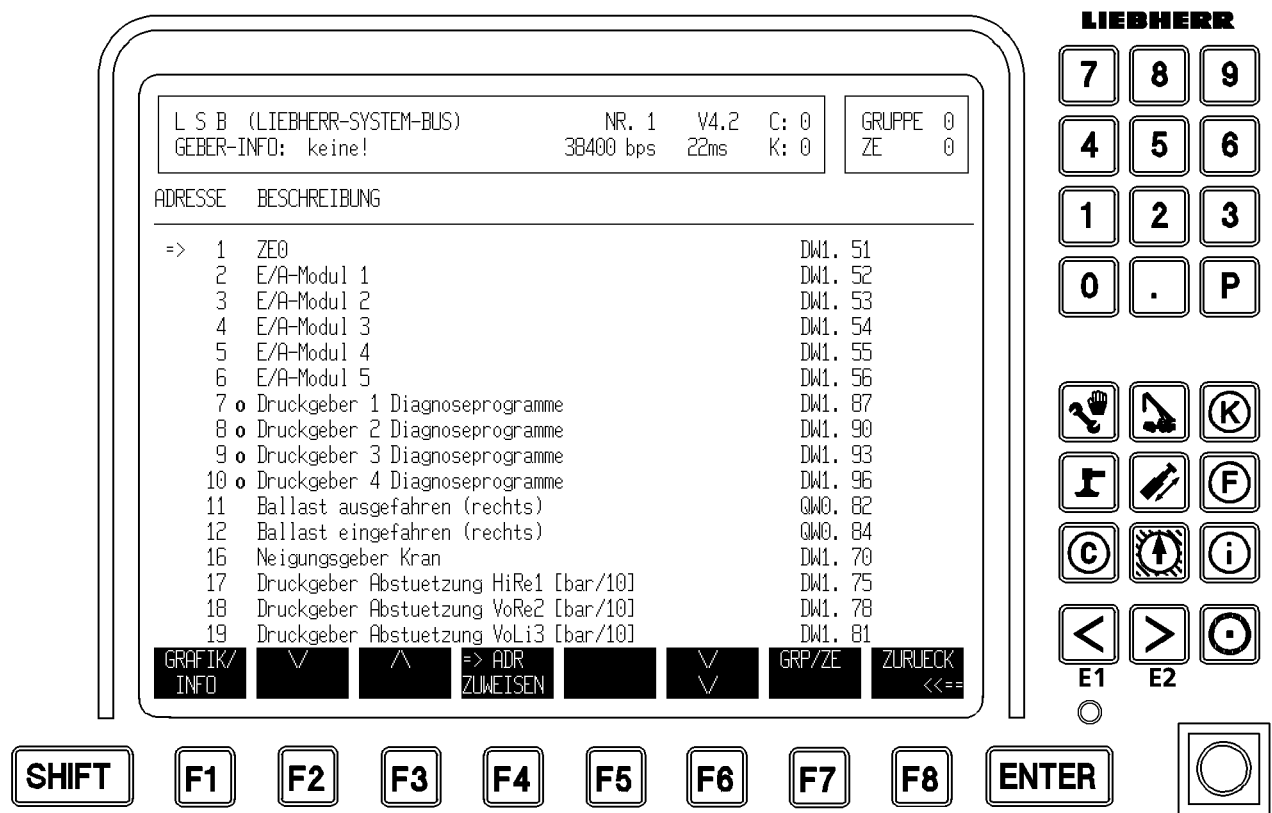 LIEBHERR
L S B (LIEBHERR-SYSTEM-BUS) NR. 1 V4.2 C: 0 GRUPPE 0
GEBER-INFO: keine! 38400 bps 22ms K: 0 ZE 0
ADRESSE BESCHREIBUNG
=> 1 ZE0 DW1. 51
2 E/A-Modul 1 DW1. 52
3 E/A-Modul 2 DW1. 53
4 E/A-Modul 3 DW1. 54
5 E/A-Modul 4 DW1. 55
6 E/A-Modul 5 DW1. 56
7 o Druckgeber 1 Diagnoseprogramme DW1. 87
8 o Druckgeber 2 Diagnoseprogramme DW1. 90
9 o Druckgeber 3 Diagnoseprogramme DW1. 93
10 o Druckgeber 4 Diagnoseprogramme DW1. 96
11 Ballast ausgefahren (rechts) QW0. 82
12 Ballast eingefahren (rechts) QW0. 84
16 Neigungsgeber Kran DW1. 70
17 Druckgeber Abstuetzung HiRe1 [bar/10] DW1. 75
18 Druckgeber Abstuetzung VoRe2 [bar/10] DW1. 78
19 Druckgeber Abstuetzung VoLi3 [bar/10] DW1. 81
GRAFIK/ \/ /\ => ADR \/ GRP/ZE ZURUECK
INFO ZUWEISEN \/ <<==
7 8 9
4 5 6
1 2 3
0 . P
K
F
C i
< >
E1 E2
SHIFT F1 F2 F3 F4 F5 F6 F7 F8 ENTER